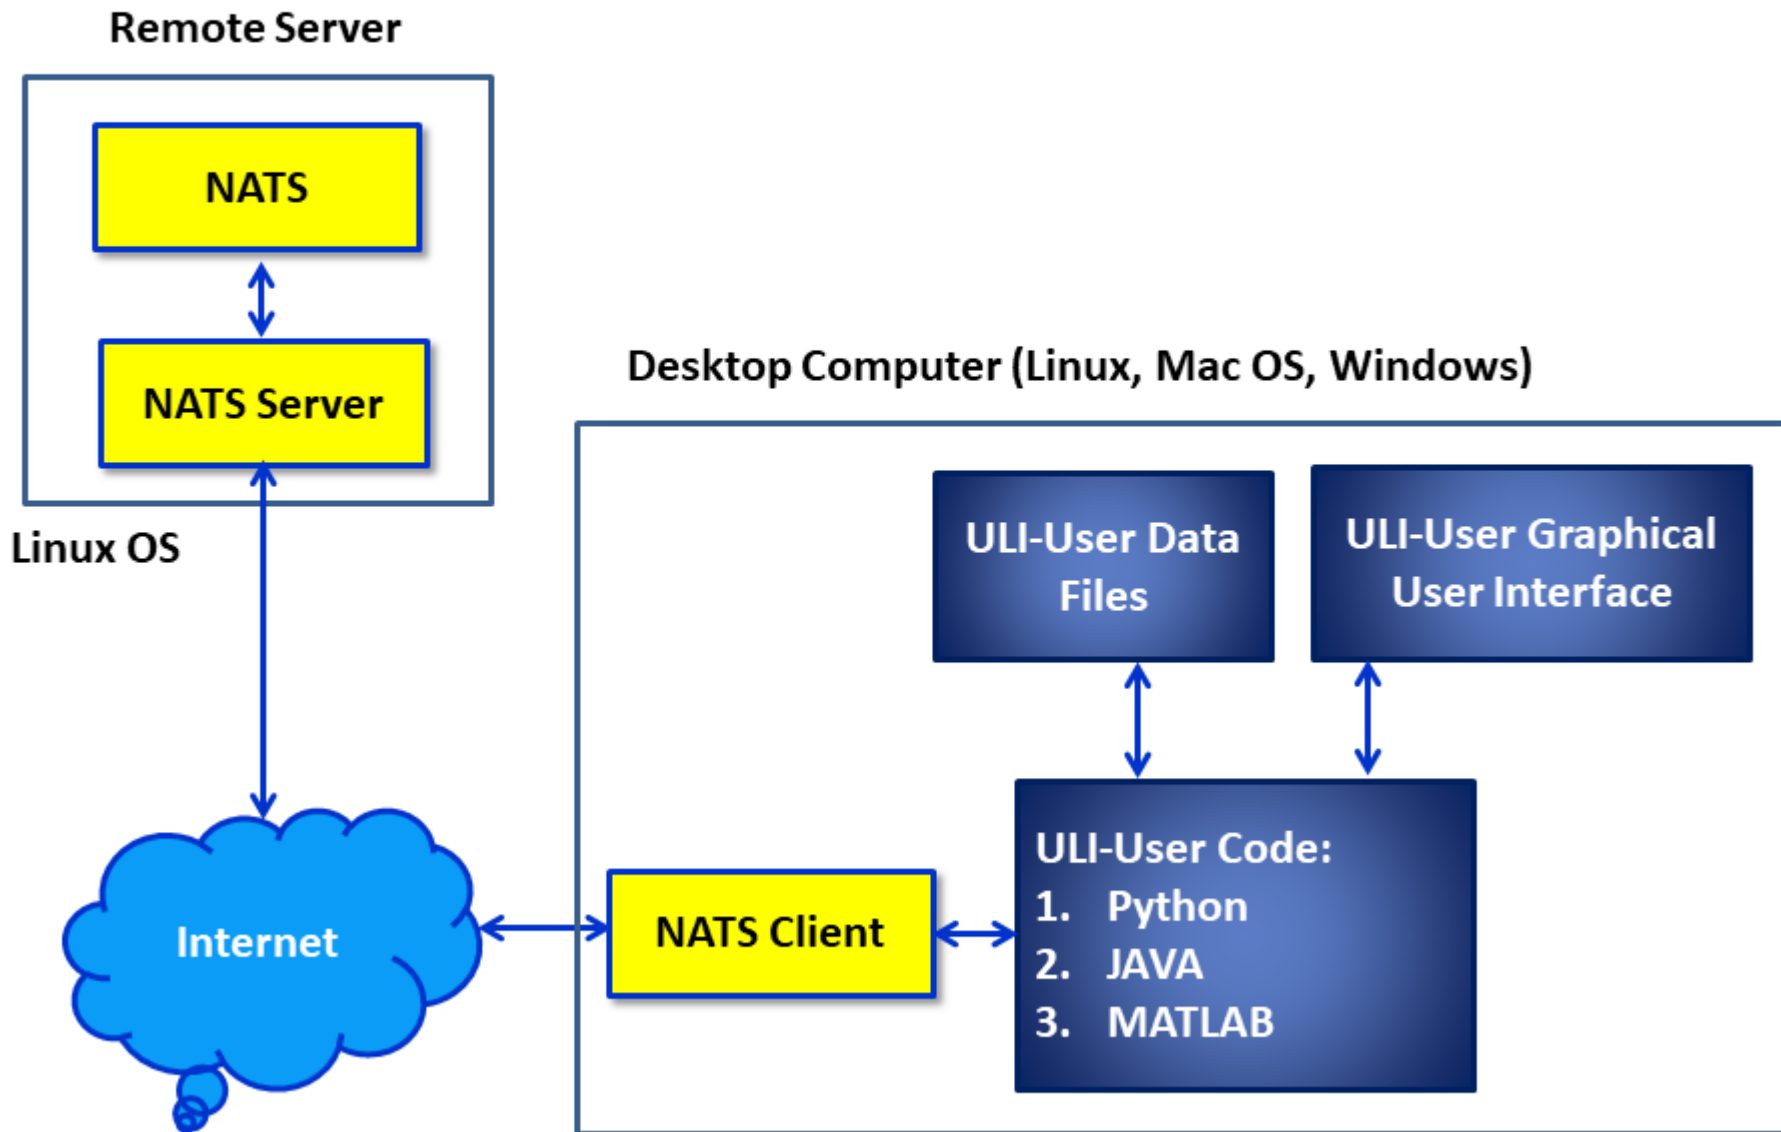 Remote Server
NATS
NATS Server
Linux OS
Desktop Computer (Linux, Mac OS, Windows)
ULI-User Data
Files
ULI-User Graphical
User Interface
Internet
NATS Client
ULI-User Code:
1. Python
2. JAVA
3. MATLAB